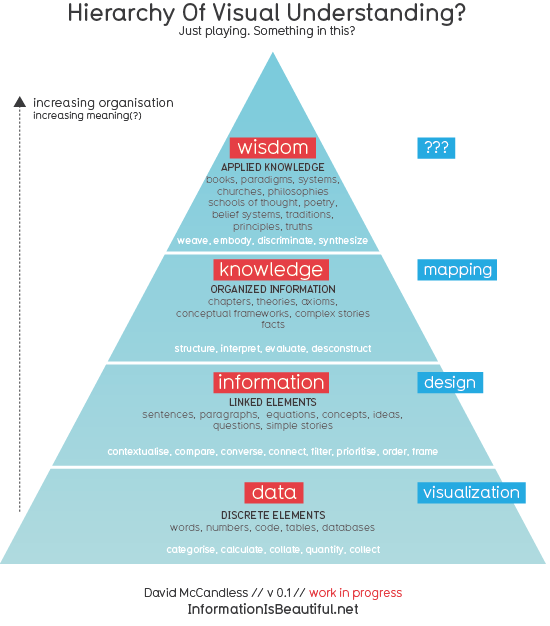 Hierarchy Of Visual Understanding?
Just playing. Something in this?
increasing organisation
increasing meaning(?)
wisdom
???
APPLIED KNOWLEDGE
books, paradigms, systems,
churches, philosophies
schools of thought, poetry,
belief systems, traditions,
principles, truths
weave, embody, discriminate, synthesize
knowledge
mapping
ORGANIZED INFORMATION
chapters, theories, axioms,
conceptual frameworks, complex stories
facts
structure, interpret, evaluate, desconstruct
information
design
LINKED ELEMENTS
sentences, paragraphs, equations, concepts, ideas,
questions, simple stories
contextualise, compare, converse, connect, filter, prioritise, order, frame
data
visualization
DISCRETE ELEMENTS
words, numbers, code, tables, databases
categorise, calculate, collate, quantify, collect
David McCandless // v 0.1 // work in progress
InformationIsBeautiful.net